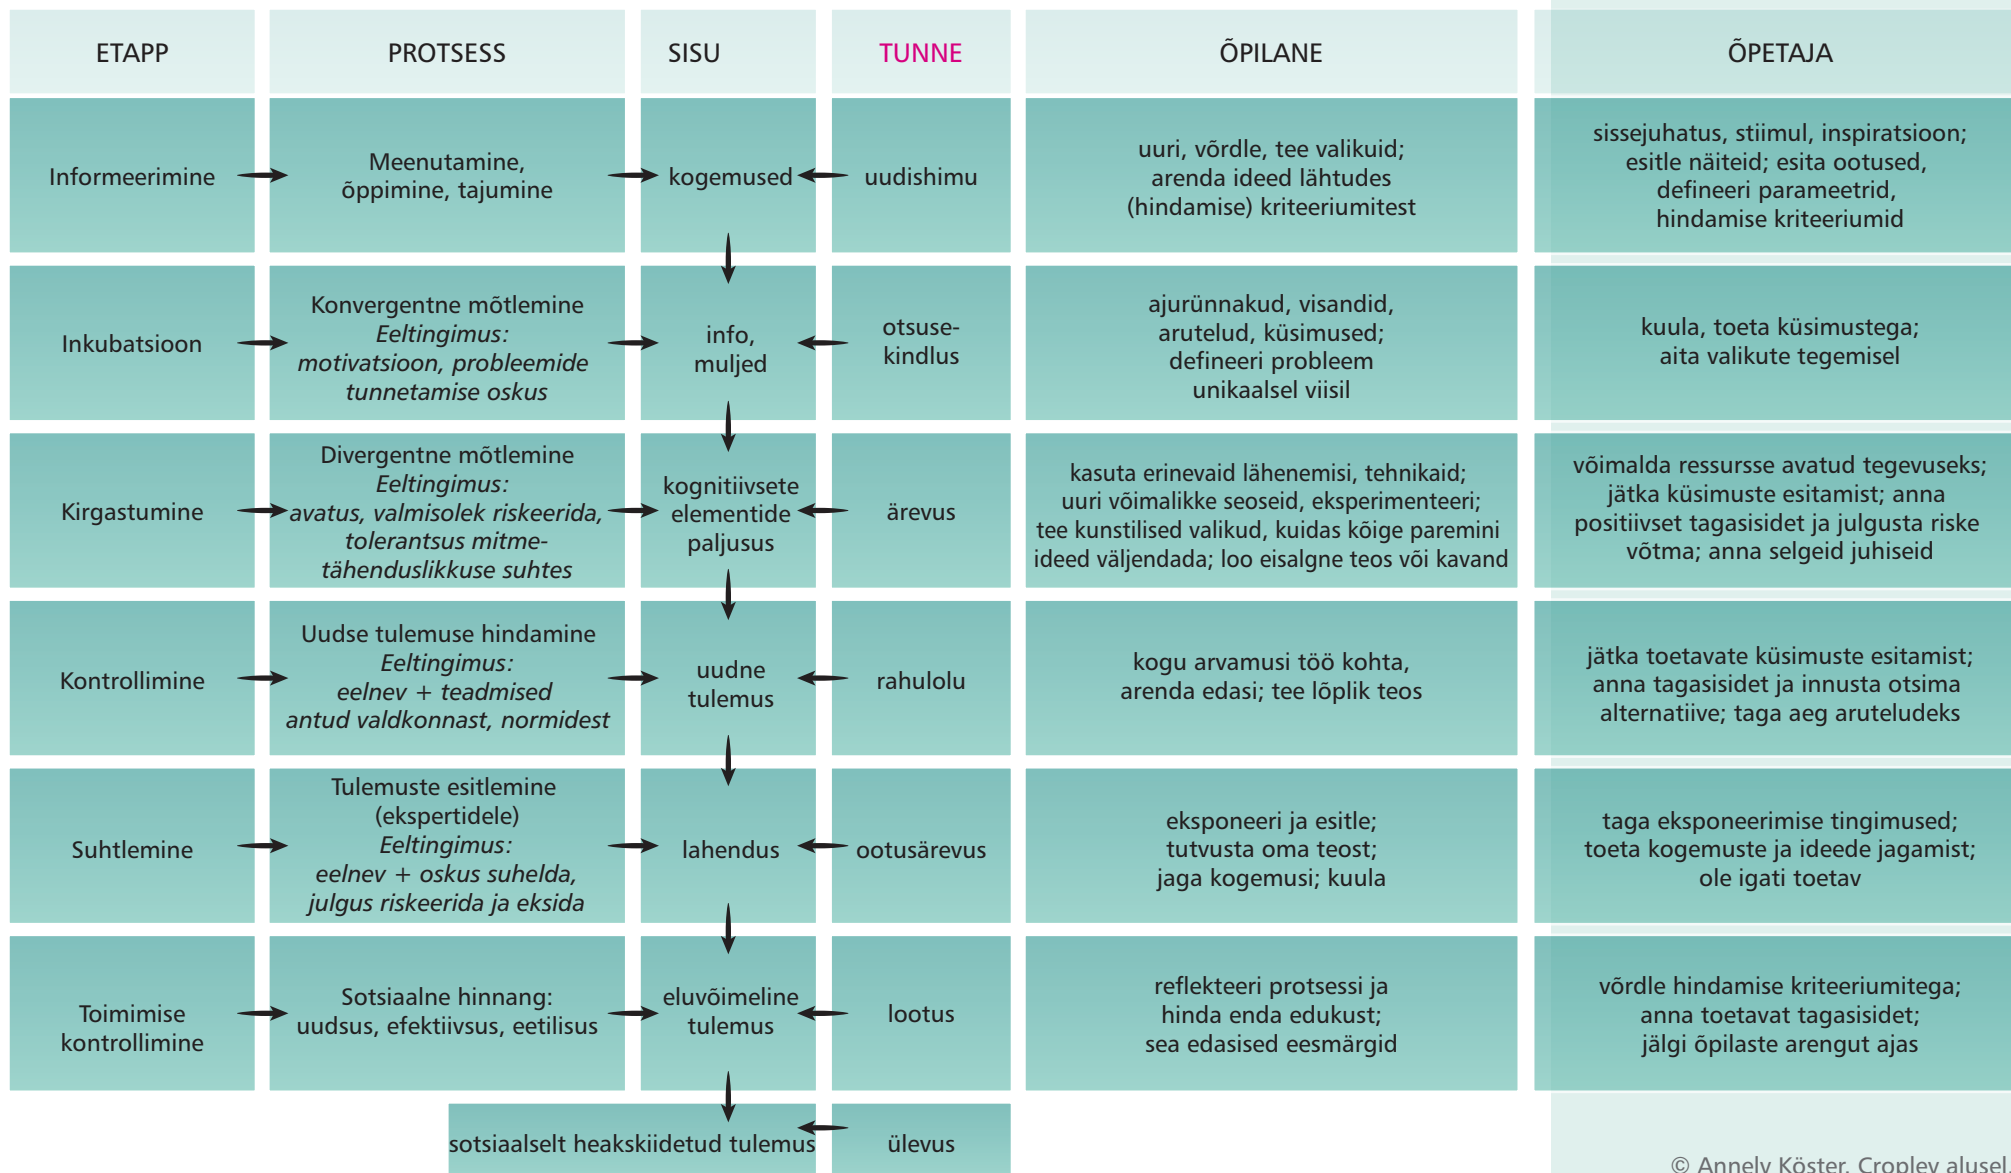 ETAPP
PROTSESS
SISU
TUNNE
ÕPILANE
ÕPETAJA
Informeerimine
Meenutamine,
õppimine, tajumine
kogemused
uudishimu
uuri, võrdle, tee valikuid;
arenda ideed lähtudes
(hindamise) kriteeriumitest
sissejuhatus, stiimul, inspiratsioon;
esitle näiteid; esita ootused,
defineeri parameetrid,
hindamise kriteeriumid
Inkubatsioon
Konvergentne mõtlemine
Eeltingimus:
motivatsioon, probleemide
tunnetamise oskus
info,
muljed
otsuse-
kindlus
ajurünnakud, visandid,
arutelud, küsimused;
defineeri probleem
unikaalsel viisil
kuula, toeta küsimustega;
aita valikute tegemisel
Kirgastumine
Divergentne mõtlemine
Eeltingimus:
avatus, valmisolek riskeerida,
tolerantsus mitme-
tähenduslikkuse suhtes
kognitiivsete
elementide
paljusus
ärevus
kasuta erinevaid lähenemisi, tehnikaid;
uuri võimalikke seoseid, eksperimenteeri;
tee kunstilised valikud, kuidas kõige paremini
ideed väljendada; loo eisalgne teos või kavand
võimalda ressursse avatud tegevuseks;
jätka küsimuste esitamist; anna
positiivset tagasisidet ja julgusta riske
võtma; anna selgeid juhiseid
Kontrollimine
Uudse tulemuse hindamine
Eeltingimus:
eelnev + teadmised
antud valdkonnast, normidest
uudne
tulemus
rahulolu
kogu arvamusi töö kohta,
arenda edasi; tee lõplik teos
jätka toetavate küsimuste esitamist;
anna tagasisidet ja innusta otsima
alternatiive; taga aeg aruteludeks
Suhtlemine
Tulemuste esitlemine
(ekspertidele)
Eeltingimus:
eelnev + oskus suhelda,
julgus riskeerida ja eksida
lahendus
ootusärevus
eksponeeri ja esitle;
tutvusta oma teost;
jaga kogemusi; kuula
taga eksponeerimise tingimused;
toeta kogemuste ja ideede jagamist;
ole igati toetav
Toimimise
kontrollimine
Sotsiaalne hinnang:
uudsus, efektiivsus, eetilisus
eluvõimeline
tulemus
lootus
reflekteeri protsessi ja
hinda enda edukust;
sea edasised eesmärgid
võrdle hindamise kriteeriumitega;
anna toetavat tagasisidet;
jälgi õpilaste arengut ajas
sotsiaalselt heakskiidetud tulemus
ülevus
© Annely Köster, Cropley alusel.